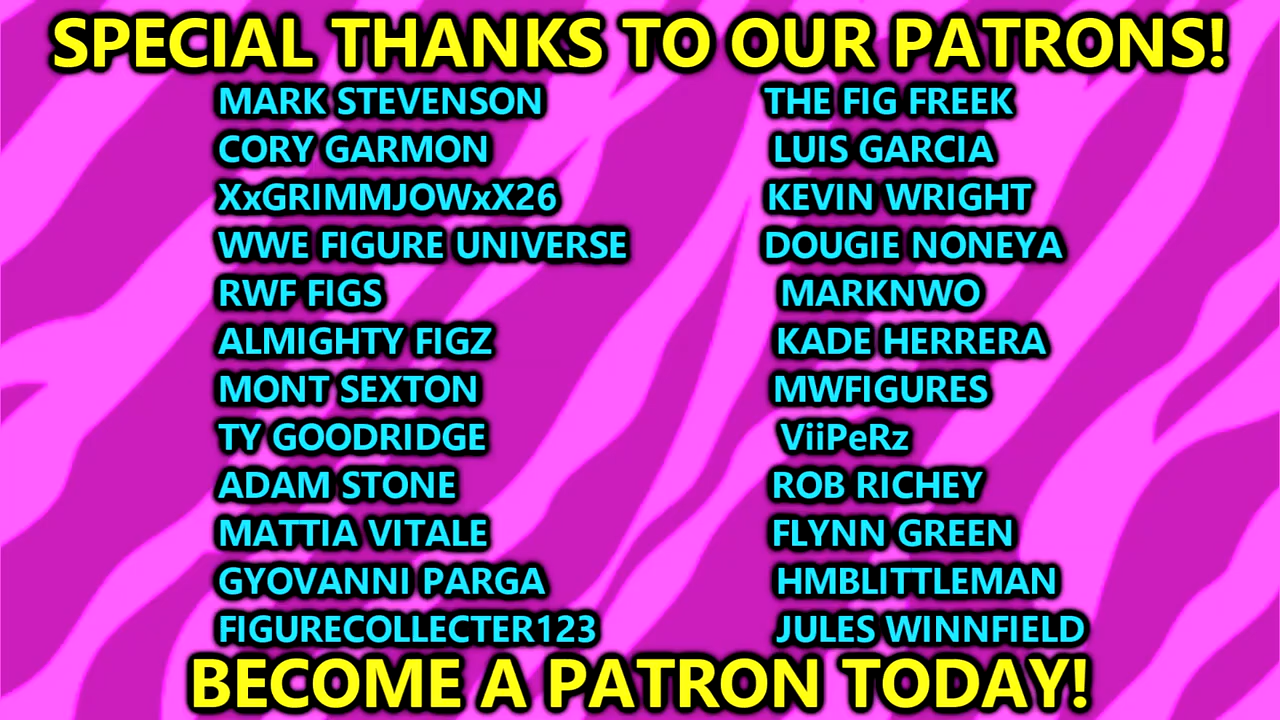 SPECIAL THANKS TO OUR PATRONS!
MARK STEVENSON
CORY GARMON
XxGRIMMJOWxX26
WWE FIGURE UNIVERSE
RWF FIGS
ALMIGHTY FIGZ
MONT SEXTON
TY GOODRIDGE
ADAM STONE
MATTIA VITALE
GYOVANNI PARGA
FIGURECOLLECTER123
THE FIG FREEK
LUIS GARCIA
KEVIN WRIGHT
DOUGIE NONEYA
MARKNWO
KADE HERRERA
MWFIGURES
ViiPeRz
ROB RICHEY
FLYNN GREEN
HMBLITTLEMAN
JULES WINNFIELD
BECOME A PATRON TODAY!